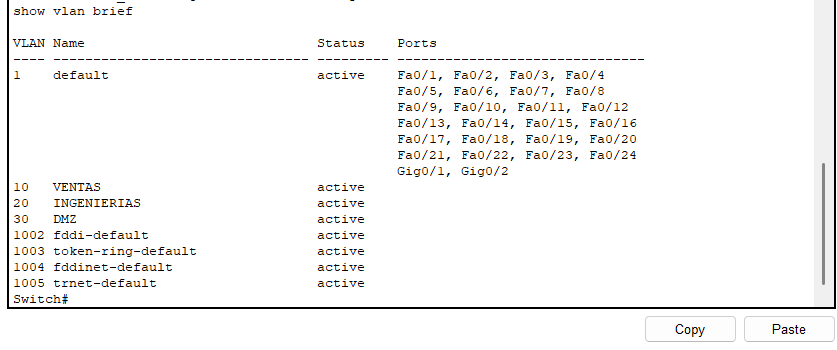 show vlan brief
VLAN Name                             Status    Ports
---- -------------------------------- --------- -------------------------------
1    default                          active    Fa0/1, Fa0/2, Fa0/3, Fa0/4
                                                Fa0/5, Fa0/6, Fa0/7, Fa0/8
                                                Fa0/9, Fa0/10, Fa0/11, Fa0/12
                                                Fa0/13, Fa0/14, Fa0/15, Fa0/16
                                                Fa0/17, Fa0/18, Fa0/19, Fa0/20
                                                Fa0/21, Fa0/22, Fa0/23, Fa0/24
                                                Gig0/1, Gig0/2
10   VENTAS                           active
20   INGENIERIAS                      active
30   DMZ                              active
1002 fddi-default                     active
1003 token-ring-default               active
1004 fddinet-default                  active
1005 trnet-default                    active
Switch#
Copy Paste